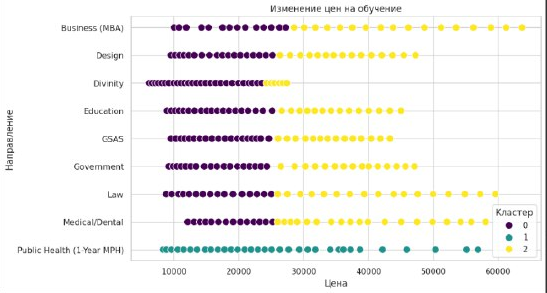 Изменение цен на обучение
Business (MBA)
Design
Divinity
Education
GSAS
Government
Law
Medical/Dental
Public Health (1-Year MPH)
Направление
Кластер
0
1
2
10000 20000 30000 40000 50000 60000
Цена